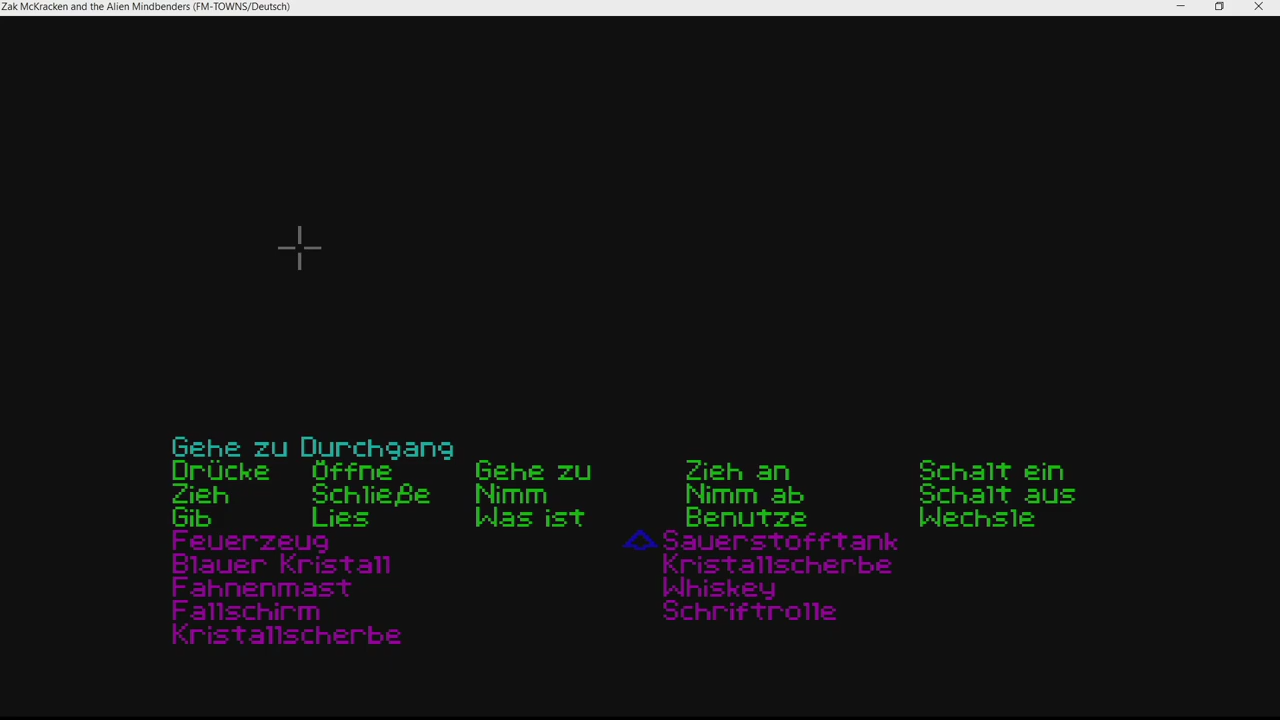 Zak McKracken and the Alien Mindbenders (FM-TOWNS/Deutsch)
Gehe zu Durchgang
Drücke Öffne Gehe zu Zieh an Schalt ein
Zieh Schließe Nimm Nimm ab Schalt aus
Gib Lies Was ist Benutze Wechsle
Feuerzeug Sauerstofftank
Blauer Kristall Kristallscherbe
Fahnenmast Whiskey
Fallschirm Schriftrolle
Kristallscherbe